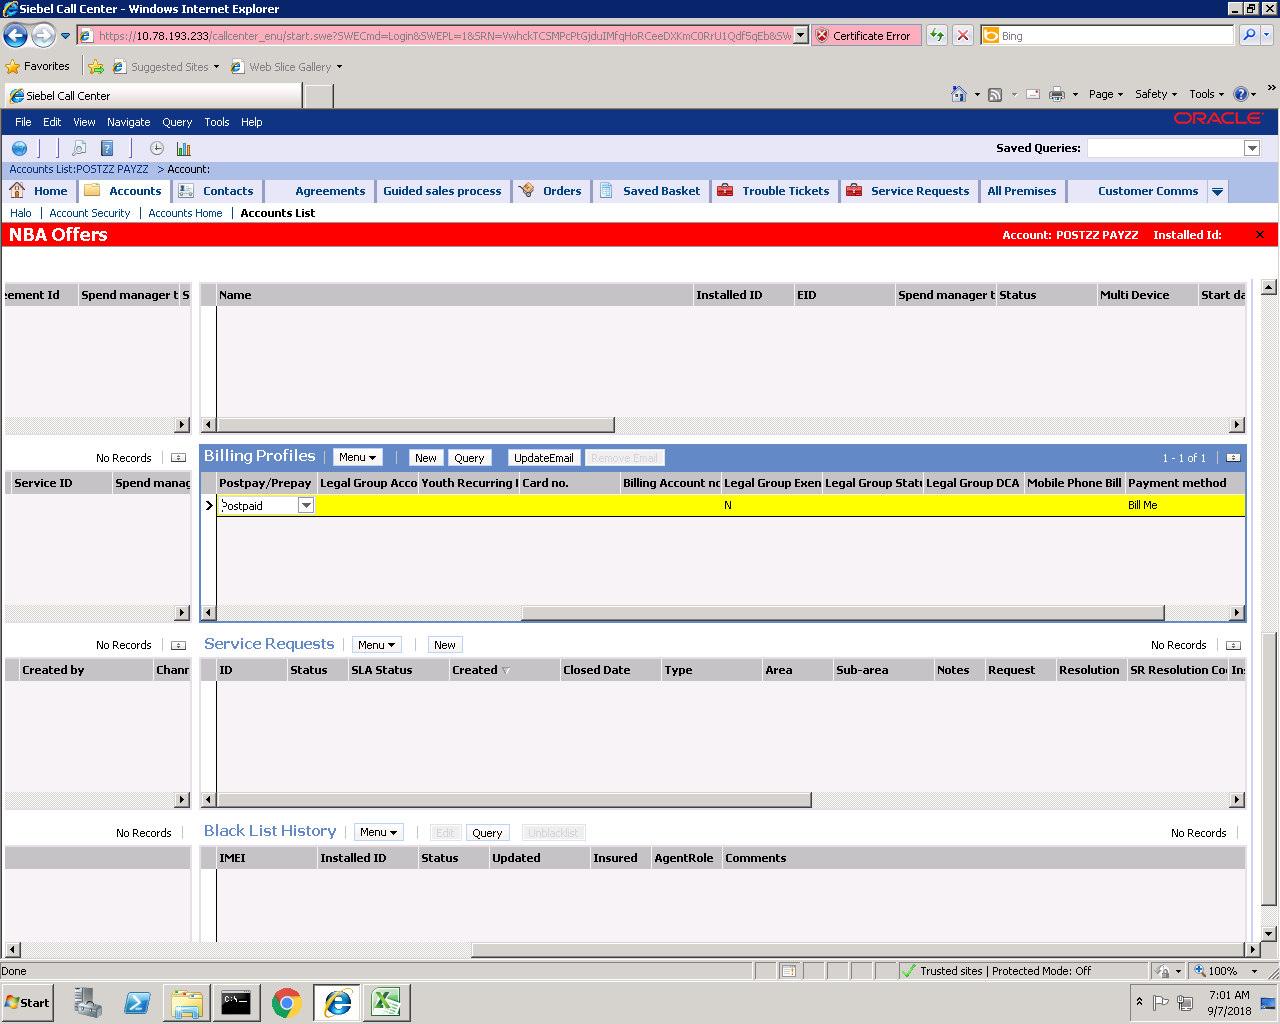 Siebel Call Center - Windows Internet Explorer
https://10.78.193.233/callcenter_enu/start.swe?SWECmd=Login&SWEPL=1&SRN= Certificate Error Bing
Favorites Suggested Sites Web Slice Gallery
Siebel Call Center Page Safety Tools
File Edit View Navigate Query Tools Help ORACLE
Saved Queries:
Accounts List:POSTZZ PAYZZ > Account:
Home Accounts Contacts Agreements Guided sales process Orders Saved Basket Trouble Tickets Service Requests All Premises Customer Comms
Halo Account Security Accounts Home Accounts List
NBA Offers Account: POSTZZ PAYZZ Installed Id:
eement Id Spend manager t S Name Installed ID EID Spend manager t Status Multi Device Start da
No Records Billing Profiles Menu New Query UpdateEmail Remove Email 1 - 1 of 1
Service ID Spend manag Postpay/Prepay Legal Group Acco Youth Recurring Card no. Billing Account no Legal Group Exen Legal Group Statu Legal Group DCA Mobile Phone Bill Payment method
Postpaid N Bill Me
No Records Service Requests Menu New No Records
Created by Chann ID Status SLA Status Created Closed Date Type Area Sub-area Notes Request Resolution SR Resolution Co Ins
No Records Black List History Menu Edit Query Unblacklist No Records
IMEI Installed ID Status Updated Insured AgentRole Comments
Done Trusted sites | Protected Mode: Off 100%
Start 7:01 AM
9/7/2018